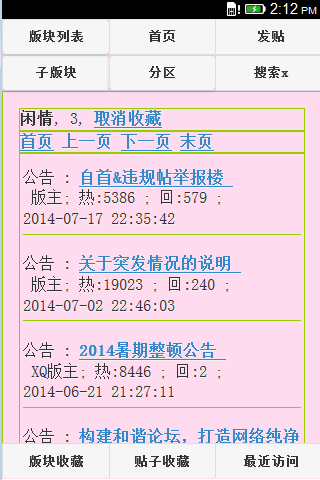 2:12 PM
版块列表 首页 发贴
子版块 分区 搜索x
闲情, 3, 取消收藏
首页 上一页 下一页 末页
公告 : 自首&违规帖举报楼
版主; 热:5386 ; 回:579 ;
2014-07-17 22:35:42
公告 : 关于突发情况的说明
版主; 热:19023 ; 回:240 ;
2014-07-02 22:46:03
公告 : 2014暑期整顿公告
XQ版主; 热:8446 ; 回:2 ;
2014-06-21 21:27:11
公告 : 构建和谐论坛, 打造网络纯净
版块收藏 贴子收藏 最近访问